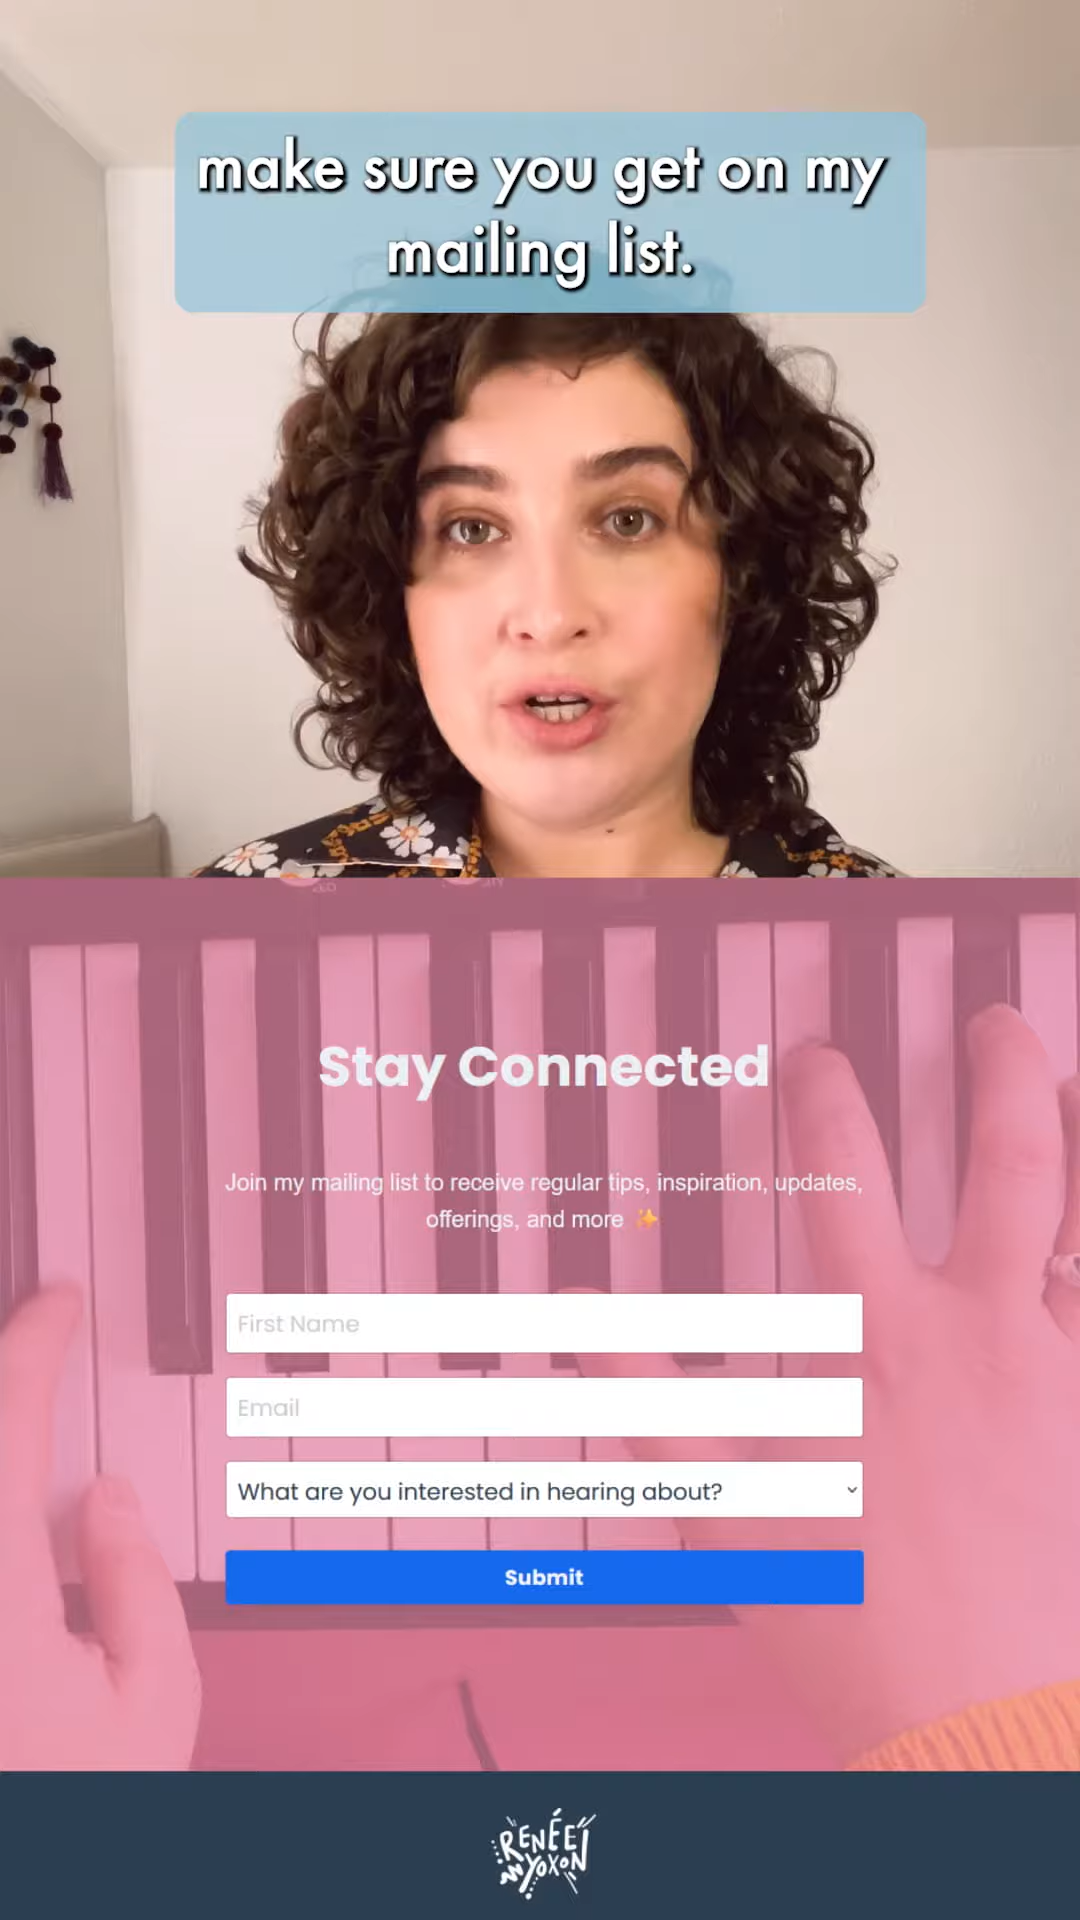 make sure you get on my
mailing list.
Stay Connected
Join my mailing list to receive regular tips, inspiration, updates,
offerings, and more ✨
First Name
Email
What are you interested in hearing about?
Submit
RENÉE
YOXON